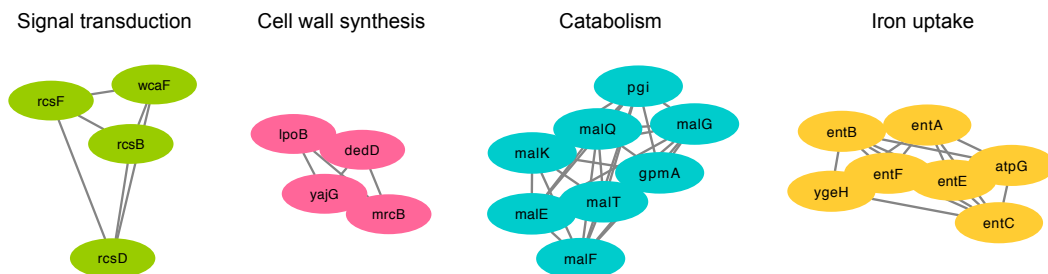 Signal transduction
Cell wall synthesis
Catabolism
Iron uptake
wcaF
rcsF
rcsB
rcsD
lpoB
dedD
yajG
mrcB
pgi
malQ
malG
malK
gpmA
malE
malT
malF
entB
entA
atpG
entF
entE
ygeH
entC